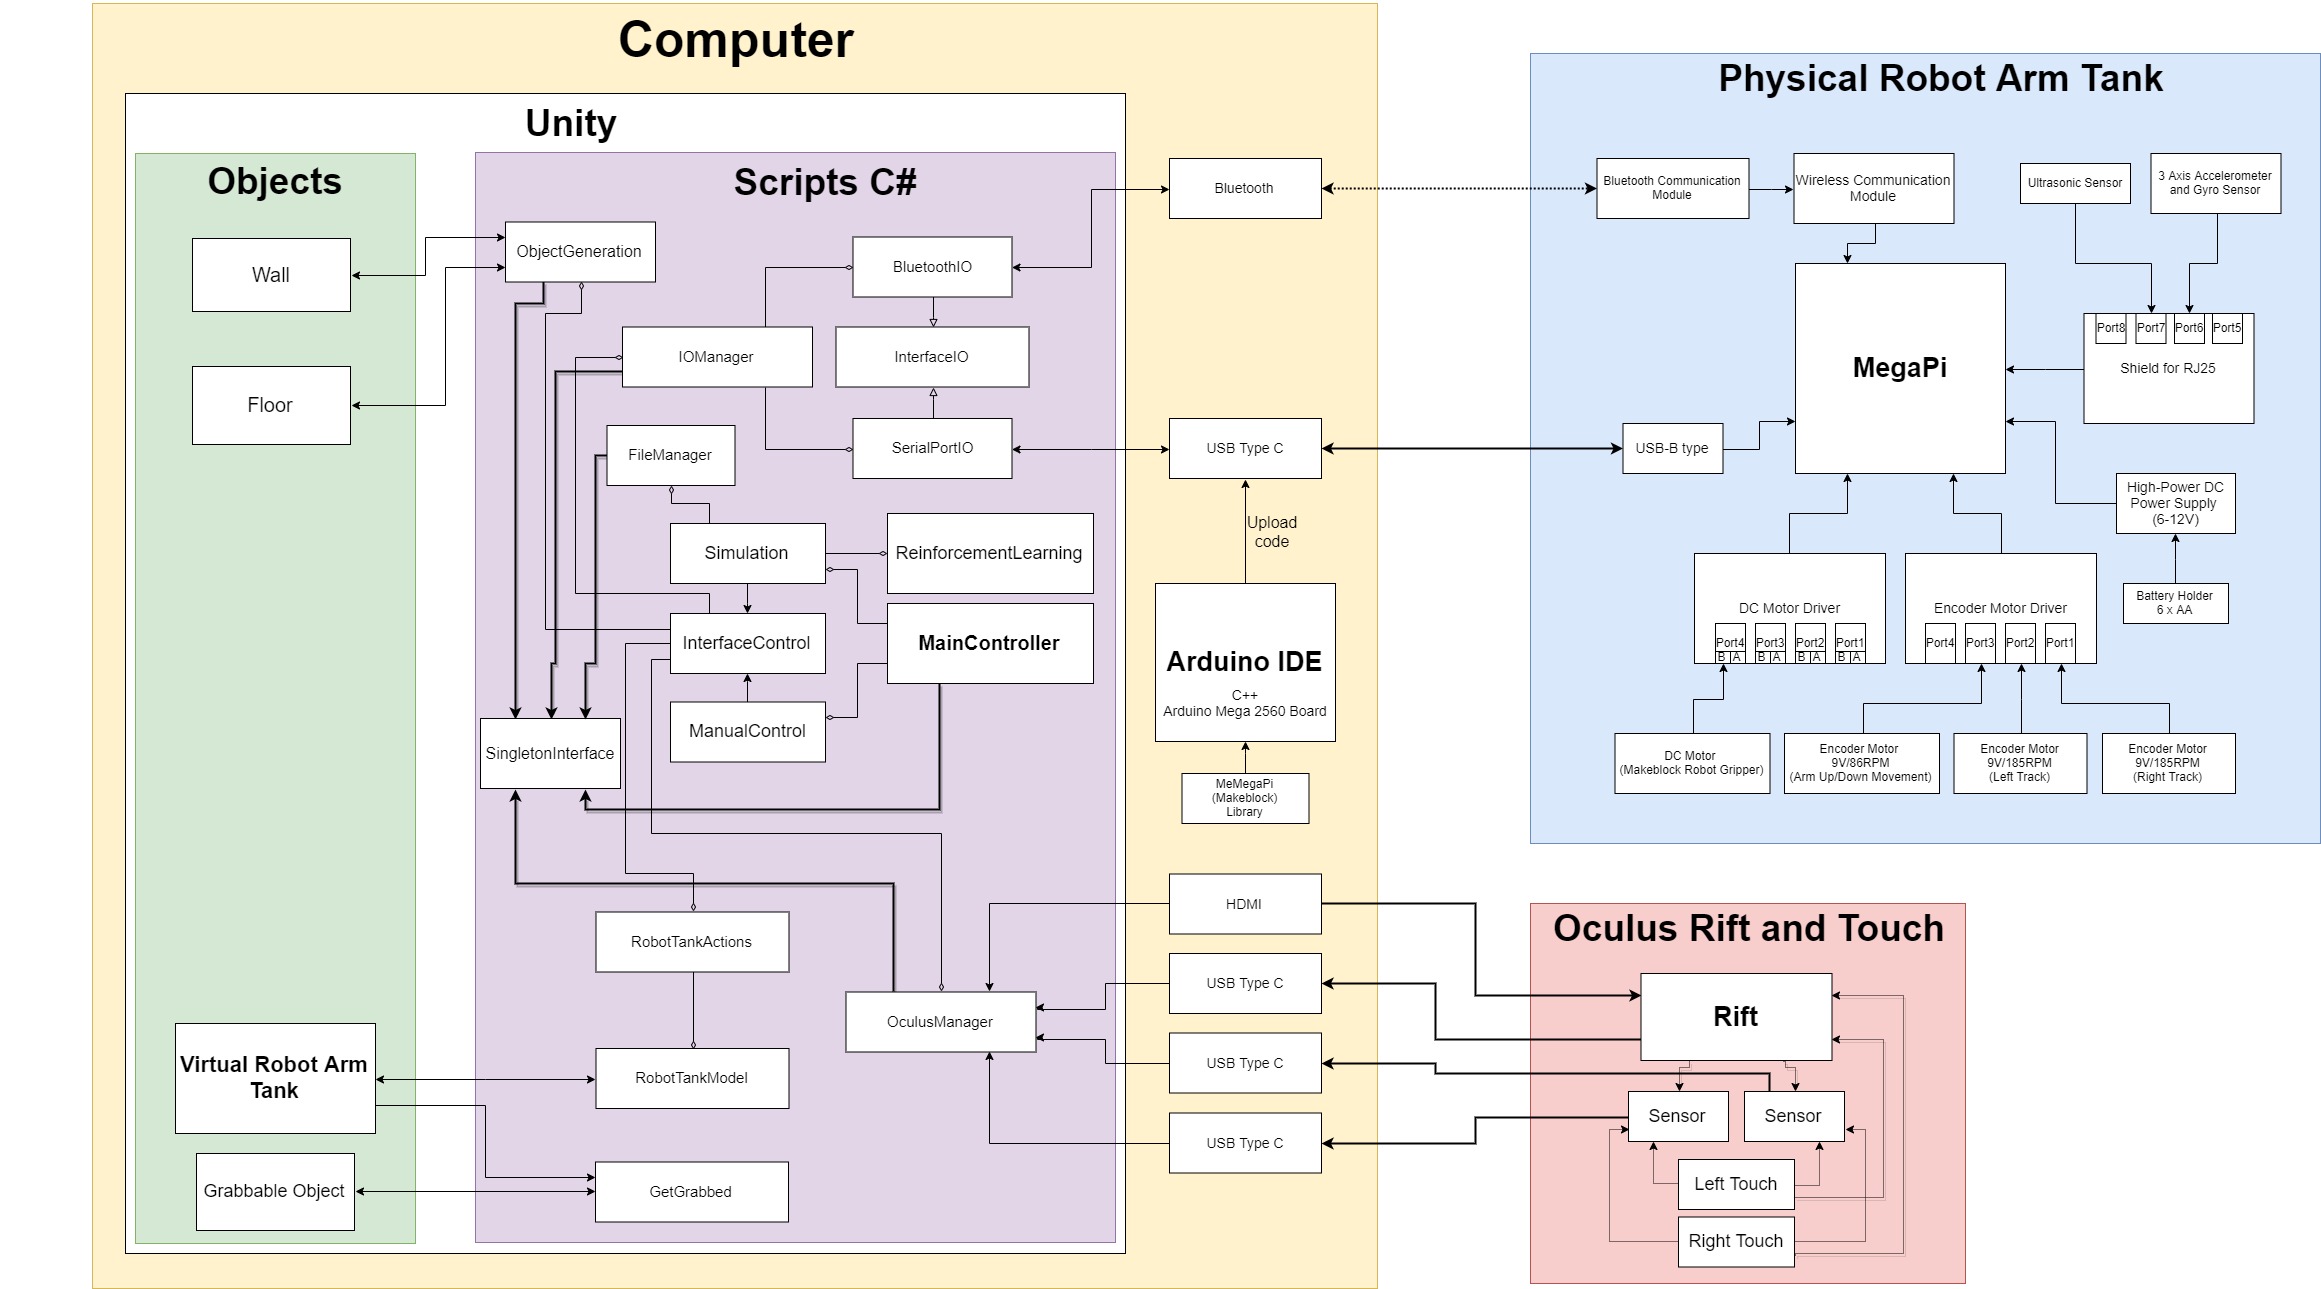 Computer
Unity
Objects
Wall
Floor
Virtual Robot Arm
Tank
Grabbable Object
Scripts C#
ObjectGeneration
BluetoothIO
IOManager
InterfaceIO
FileManager
SerialPortIO
Simulation
ReinforcementLearning
InterfaceControl
MainController
ManualControl
SingletonInterface
RobotTankActions
OculusManager
RobotTankModel
GetGrabbed
Bluetooth
USB Type C
Upload
code
Arduino IDE
C++
Arduino Mega 2560 Board
MeMegaPi
(Makeblock)
Library
HDMI
USB Type C
USB Type C
USB Type C
Physical Robot Arm Tank
Bluetooth Communication
Module
Wireless Communication
Module
Ultrasonic Sensor
3 Axis Accelerometer
and Gyro Sensor
MegaPi
Port8 Port7 Port6 Port5
Shield for RJ25
USB-B type
High-Power DC
Power Supply
(6-12V)
Battery Holder
6 x AA
DC Motor Driver
Port4 Port3 Port2 Port1
B A B A B A B A
Encoder Motor Driver
Port4 Port3 Port2 Port1
DC Motor
(Makeblock Robot Gripper)
Encoder Motor
9V/86RPM
(Arm Up/Down Movement)
Encoder Motor
9V/185RPM
(Left Track)
Encoder Motor
9V/185RPM
(Right Track)
Oculus Rift and Touch
Rift
Sensor
Sensor
Left Touch
Right Touch